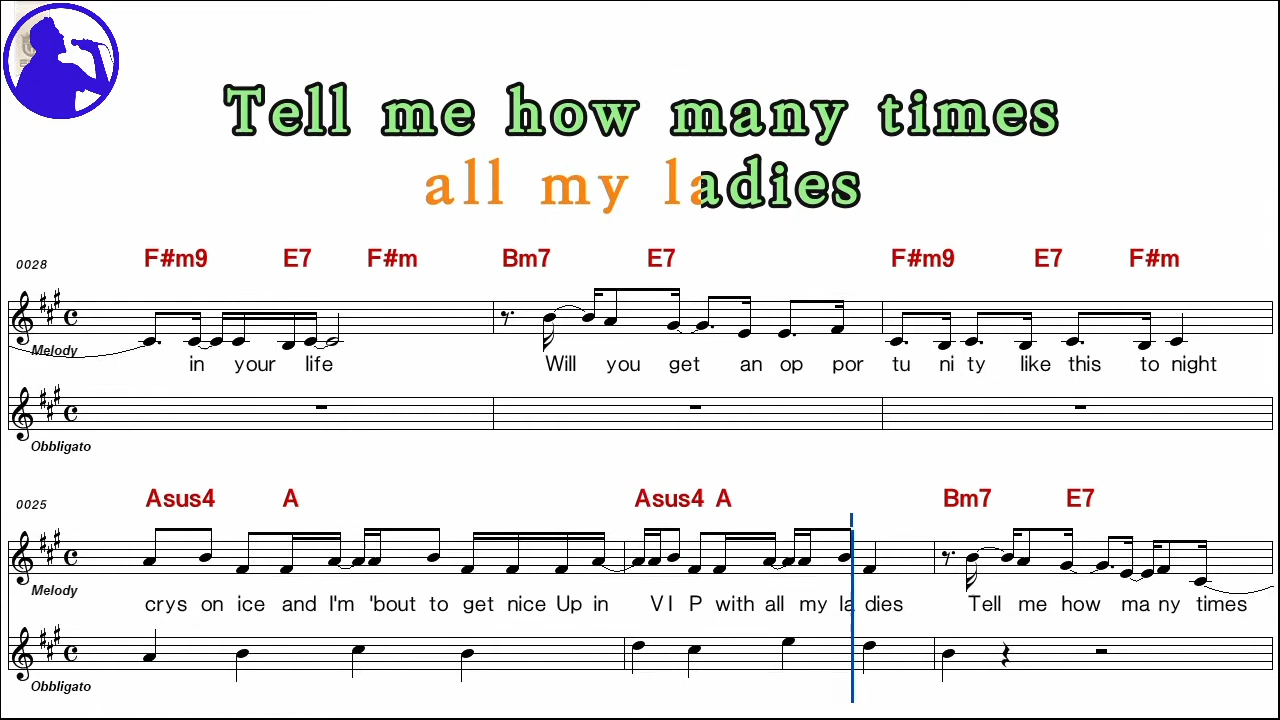 Tell me how many times
all my ladies
0028 F#m9 E7 F#m Bm7 E7 F#m9 E7 F#m
Melody
in your life Will you get an op por tu ni ty like this to night
Obbligato
0025 Asus4 A Asus4 A Bm7 E7
Melody
crys on ice and I'm 'bout to get nice Up in V I P with all my la dies Tell me how ma ny times
Obbligato